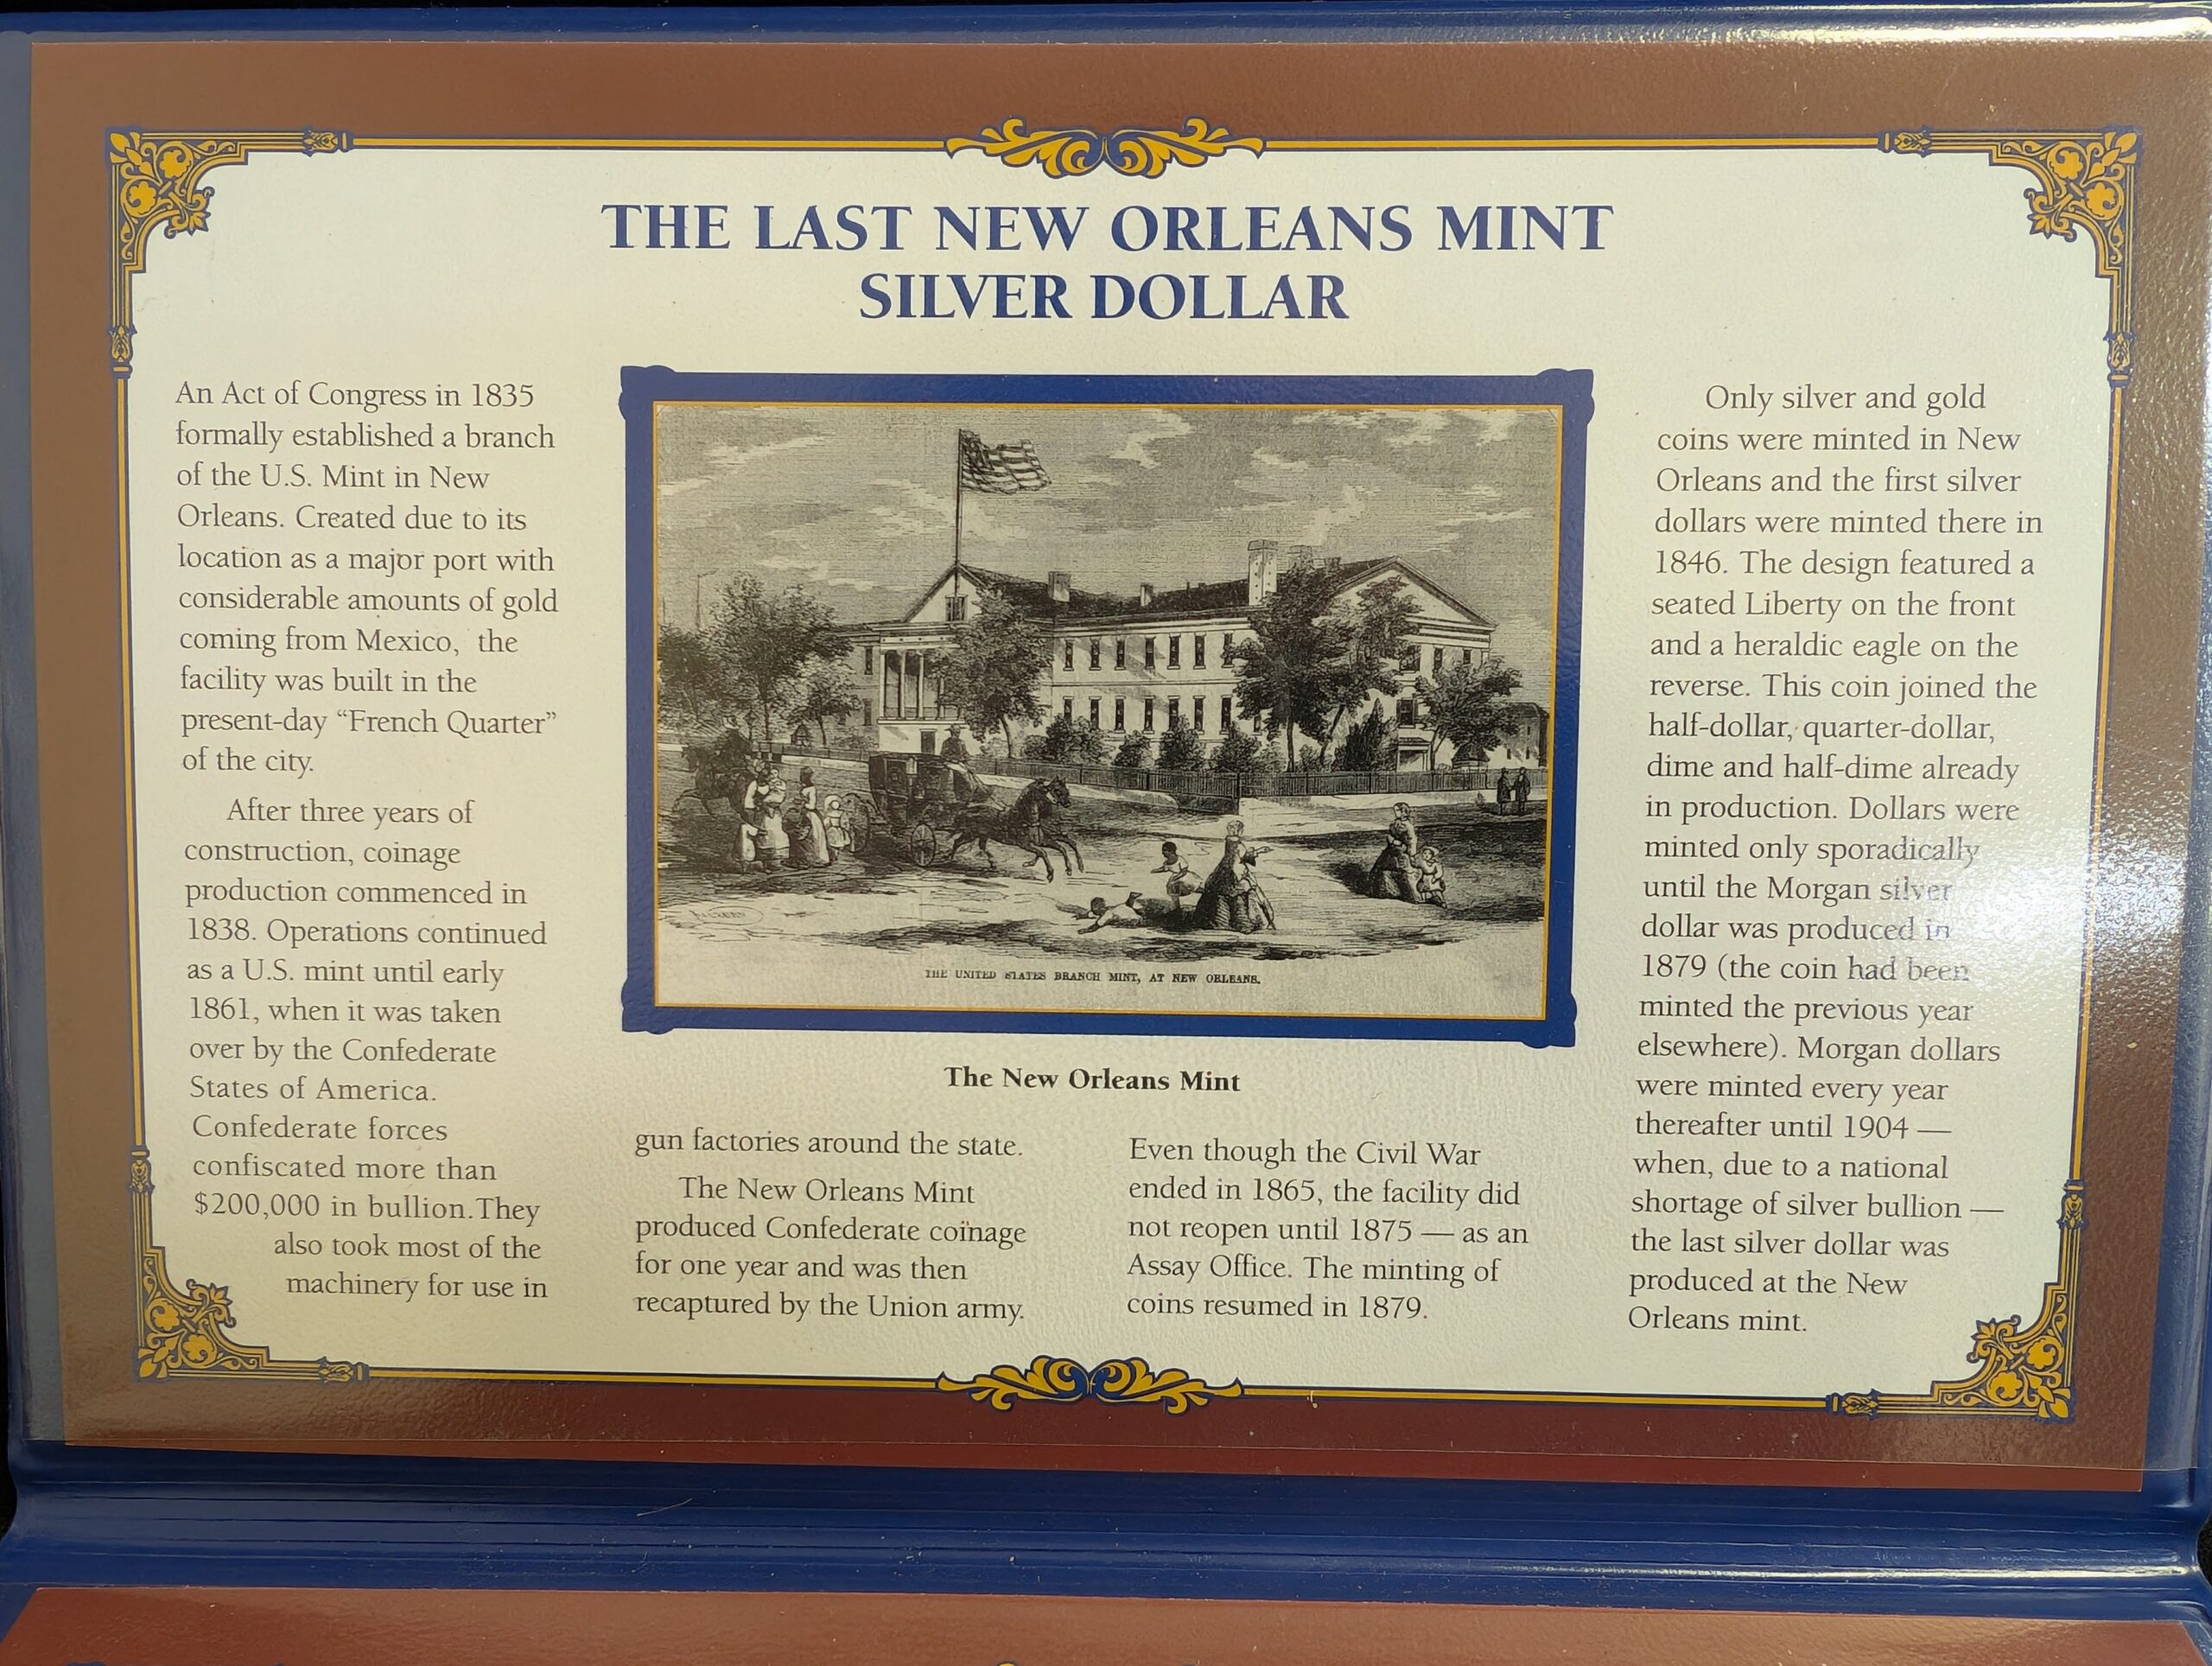 THE LAST NEW ORLEANS MINT
SILVER DOLLAR
An Act of Congress in 1835
formally established a branch
of the U.S. Mint in New
Orleans. Created due to its
location as a major port with
considerable amounts of gold
coming from Mexico, the
facility was built in the
present-day “French Quarter”
of the city.
After three years of
construction, coinage
production commenced in
1838. Operations continued
as a U.S. mint until early
1861, when it was taken
over by the Confederate
States of America.
Confederate forces
confiscated more than
$200,000 in bullion.They
also took most of the
machinery for use in
THE UNITED STATES BRANCH MINT, AT NEW ORLEANS.
The New Orleans Mint
gun factories around the state.
The New Orleans Mint
produced Confederate coinage
for one year and was then
recaptured by the Union army.
Even though the Civil War
ended in 1865, the facility did
not reopen until 1875 — as an
Assay Office. The minting of
coins resumed in 1879.
Only silver and gold
coins were minted in New
Orleans and the first silver
dollars were minted there in
1846. The design featured a
seated Liberty on the front
and a heraldic eagle on the
reverse. This coin joined the
half-dollar, quarter-dollar,
dime and half-dime already
in production. Dollars were
minted only sporadically
until the Morgan silver
dollar was produced in
1879 (the coin had been
minted the previous year
elsewhere). Morgan dollars
were minted every year
thereafter until 1904 —
when, due to a national
shortage of silver bullion —
the last silver dollar was
produced at the New
Orleans mint.